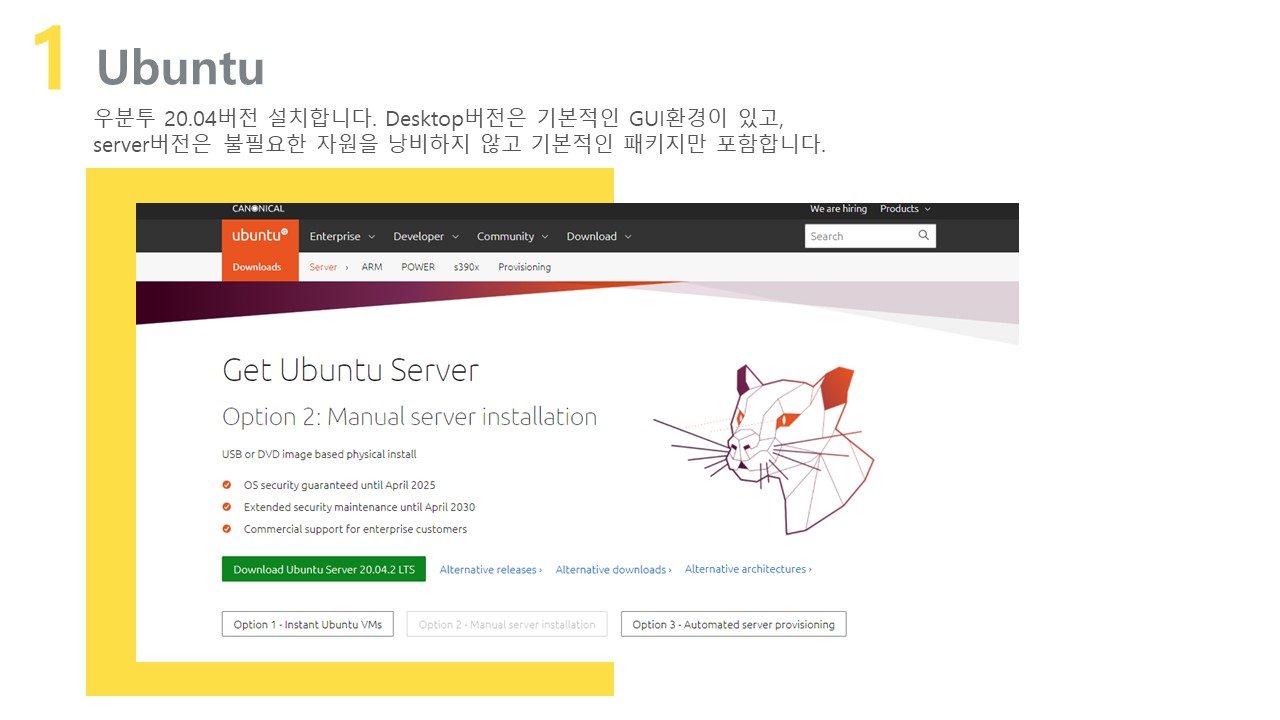 1 Ubuntu
우분투 20.04버전 설치합니다. Desktop버전은 기본적인 GUI환경이 있고,
server버전은 불필요한 자원을 낭비하지 않고 기본적인 패키지만 포함합니다.
CANONICAL We are hiring Products
ubuntu Enterprise Developer Community Download Search
Downloads Server › ARM POWER s390x Provisioning
Get Ubuntu Server
Option 2: Manual server installation
USB or DVD image based physical install
OS security guaranteed until April 2025
Extended security maintenance until April 2030
Commercial support for enterprise customers
Download Ubuntu Server 20.04.2 LTS Alternative releases › Alternative downloads › Alternative architectures ›
Option 1 - Instant Ubuntu VMs Option 2 - Manual server installation Option 3 - Automated server provisioning